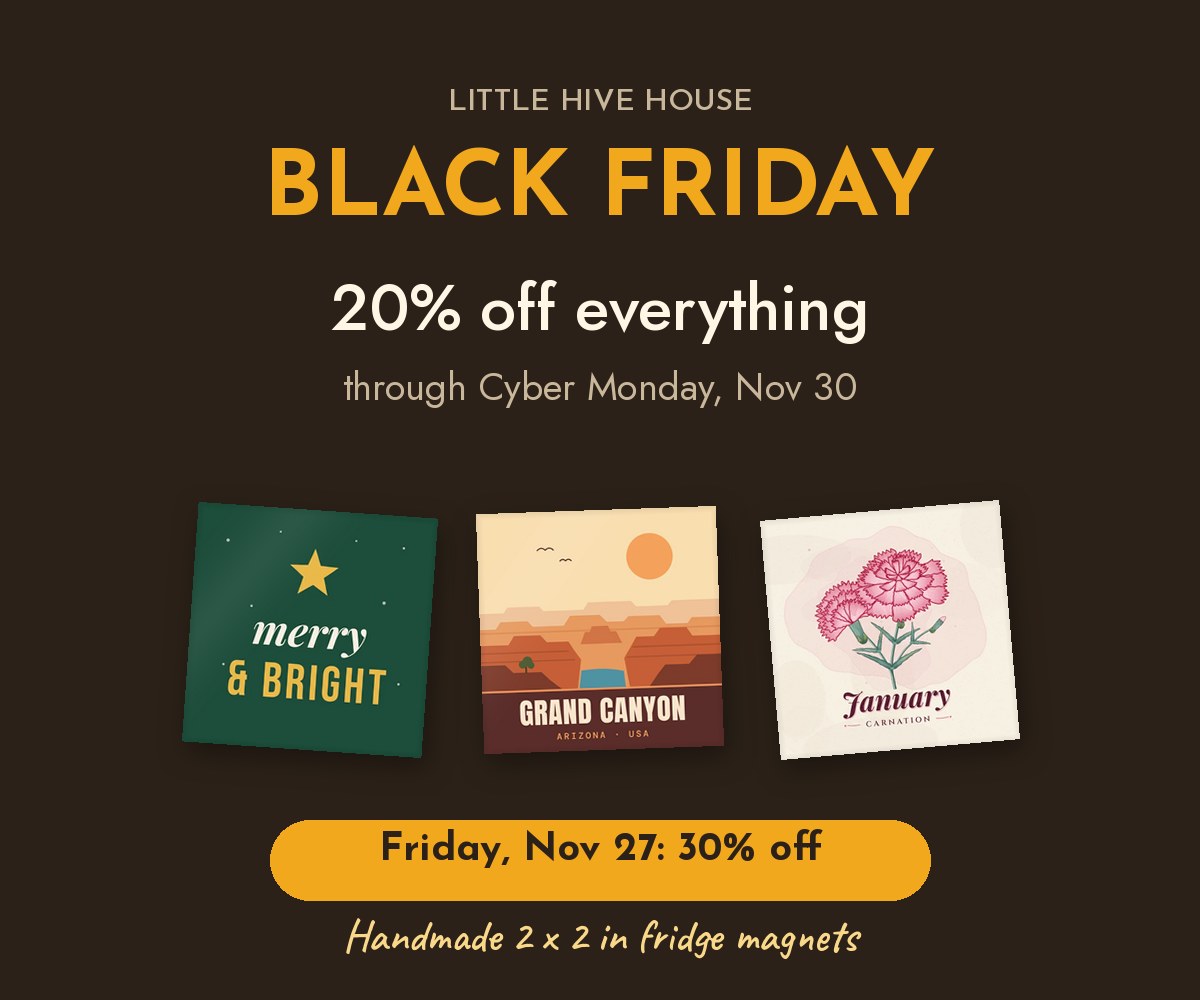 LITTLE HIVE HOUSE
BLACK FRIDAY
20% off everything
through Cyber Monday, Nov 30
merry
& BRIGHT
GRAND CANYON
ARIZONA · USA
January
CARNATION
Friday, Nov 27: 30% off
Handmade 2 x 2 in fridge magnets